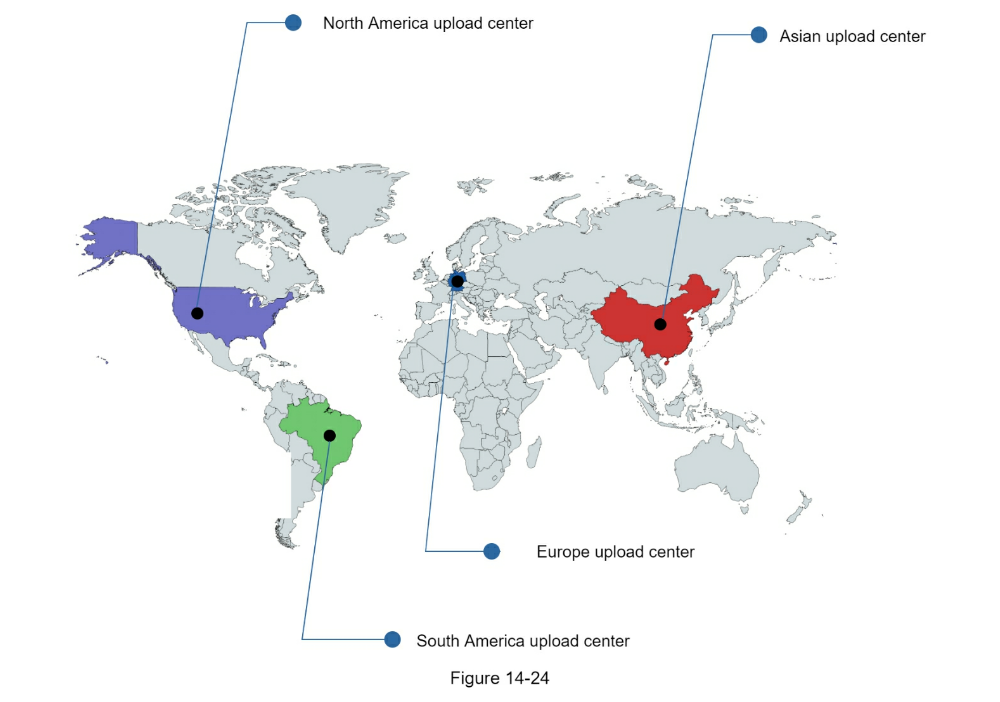 North America upload center
Asian upload center
Europe upload center
South America upload center
Figure 14-24